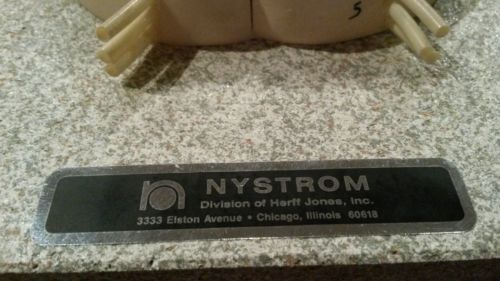 S
n NYSTROM
Division of Herff Jones, Inc.
3333 Elston Avenue • Chicago, Illinois 60618